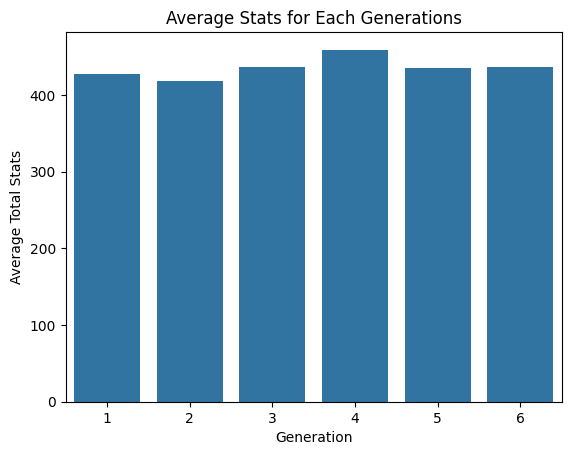 Average Stats for Each Generations
Average Total Stats
400
300
200
100
0
1 2 3 4 5 6
Generation